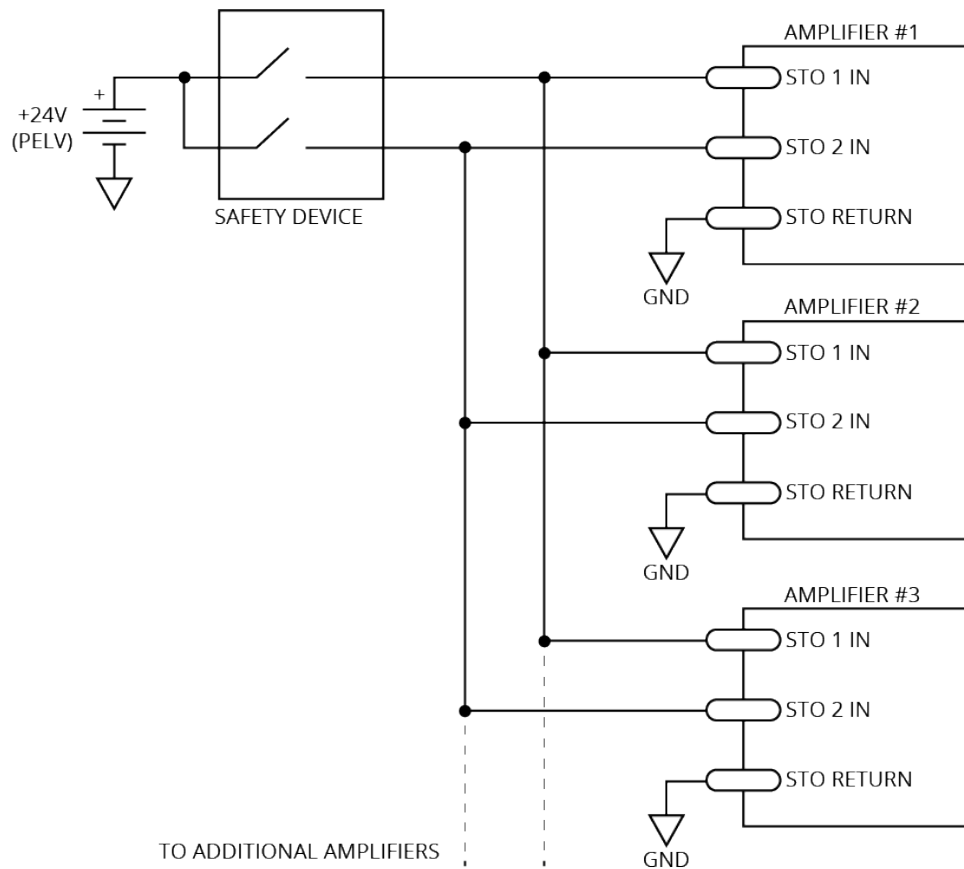 AMPLIFIER #1
STO 1 IN
+
+24V
(PELV)
STO 2 IN
SAFETY DEVICE
STO RETURN
GND
AMPLIFIER #2
STO 1 IN
STO 2 IN
STO RETURN
GND
AMPLIFIER #3
STO 1 IN
STO 2 IN
STO RETURN
GND
TO ADDITIONAL AMPLIFIERS